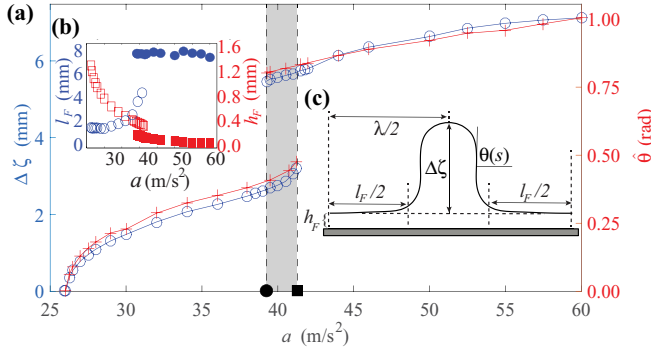 (a)
(b)
(c)
Δζ (mm)
6
4
2
0
25
30
35
40
45
50
55
60
a (m/s²)
1.00
0.75
0.50
0.25
0.00
θ̂ (rad)
l_F (mm)
8
6
4
2
0
30
40
50
60
a (m/s²)
1.6
1.2
0.8
0.4
0.0
h_F (mm)
λ/2
Δζ
θ(s)
l_F/2
l_F/2
h_F